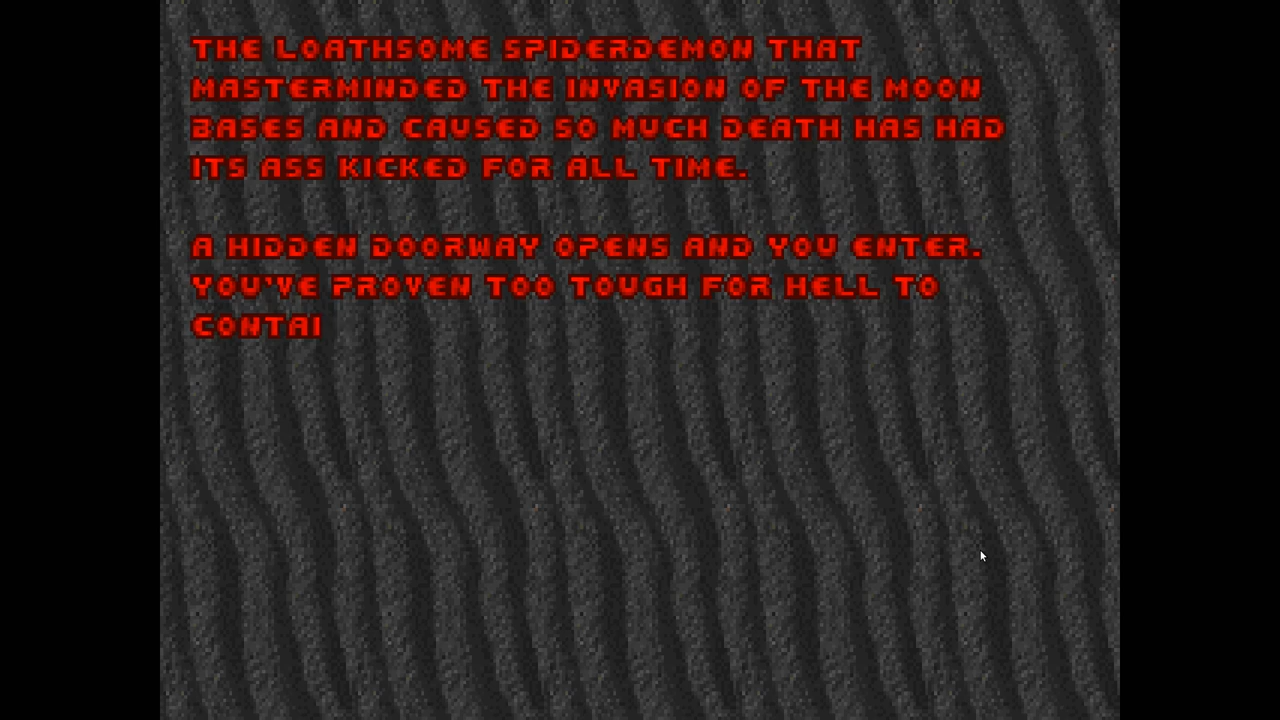 THE LOATHSOME SPIDERDEMON THAT
MASTERMINDED THE INVASION OF THE MOON
BASES AND CAUSED SO MUCH DEATH HAS HAD
ITS ASS KICKED FOR ALL TIME.
A HIDDEN DOORWAY OPENS AND YOU ENTER.
YOU'VE PROVEN TOO TOUGH FOR HELL TO
CONTAI